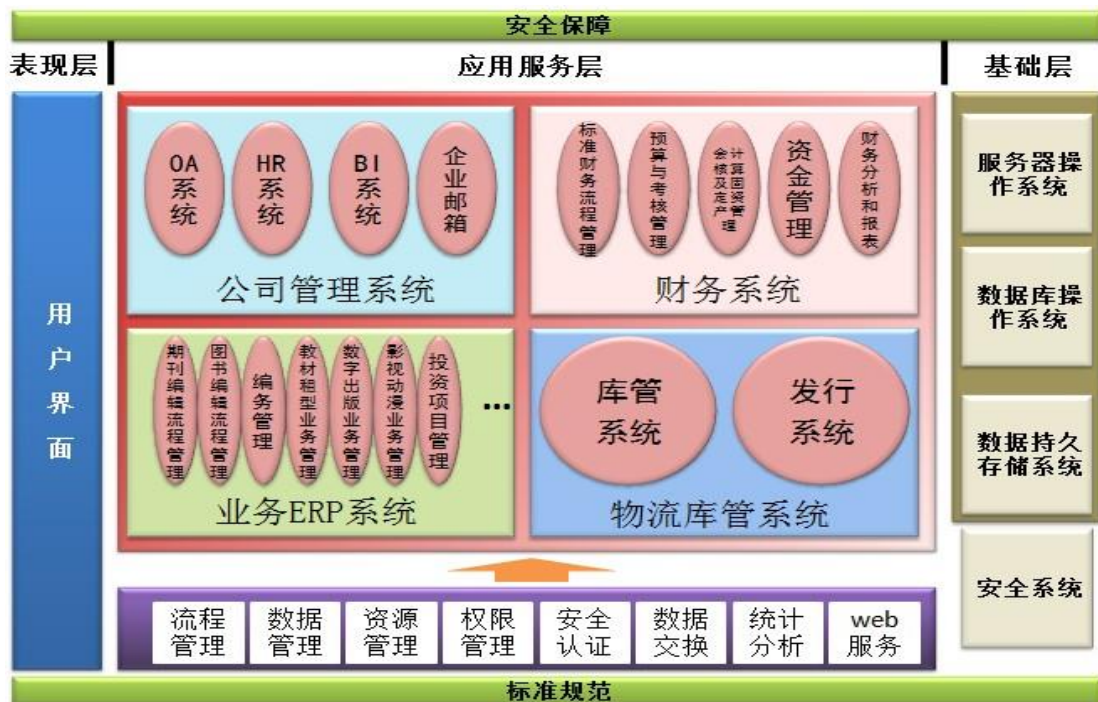 安全保障
表现层
应用服务层
基础层
用
户
界
面
OA
系统
HR
系统
BI
系统
企业
邮箱
公司管理系统
标准财务流程管理
预算与考核管理
会计核算及固定资产管理
资金
管理
财务分析和报表
财务系统
期刊编辑流程管理
图书编辑流程管理
编务管理
教材租型业务管理
数字出版业务管理
影视动漫业务管理
投资项目管理
...
业务ERP系统
库管
系统
发行
系统
物流库管系统
服务器操
作系统
数据库操
作系统
数据持久
存储系统
安全系统
流程
管理
数据
管理
资源
管理
权限
管理
安全
认证
数据
交换
统计
分析
web
服务
标准规范